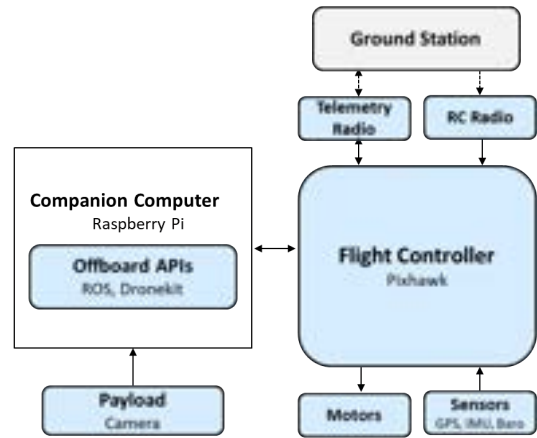 Ground Station
Telemetry
Radio
RC Radio
Companion Computer
Raspberry Pi
Offboard APIs
ROS, Dronekit
Flight Controller
Pixhawk
Payload
Camera
Motors
Sensors
GPS, IMU, Baro